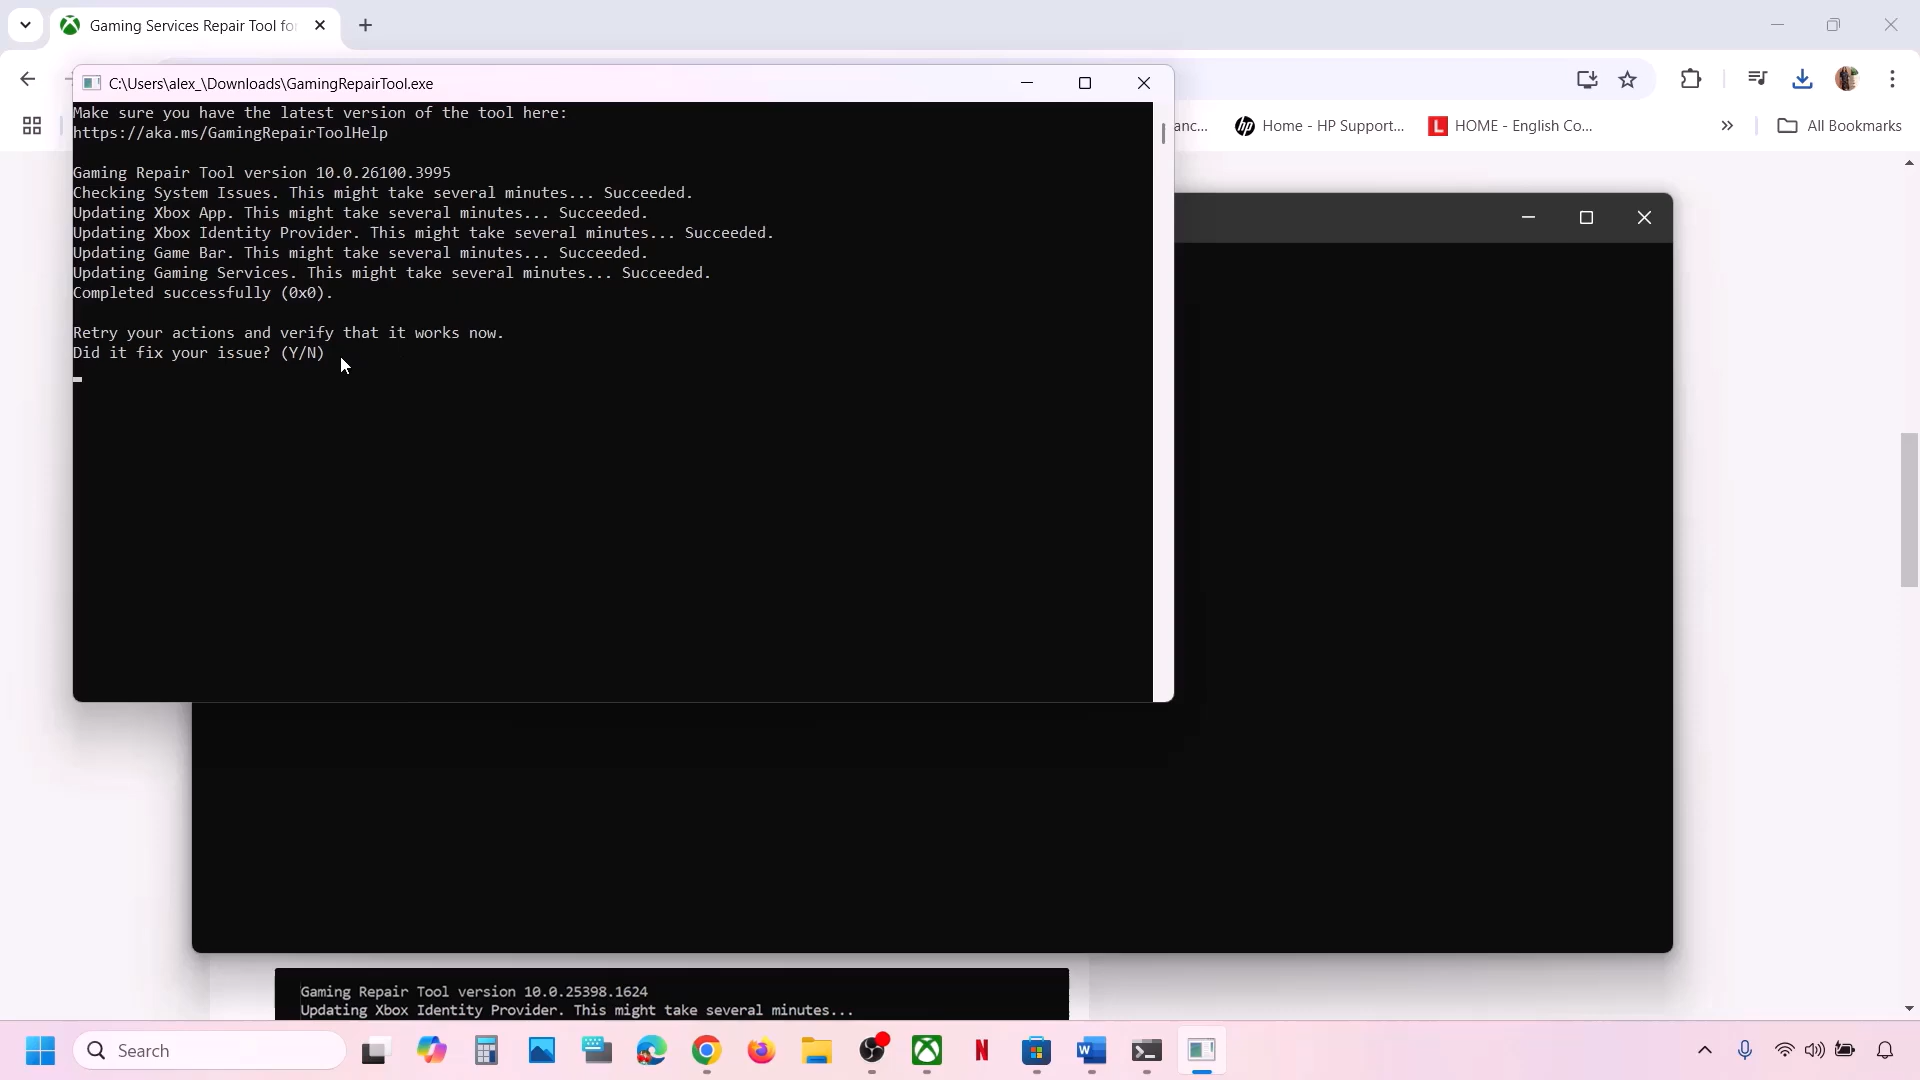 Gaming Services Repair Tool fo
C:\Users\alex_\Downloads\GamingRepairTool.exe
anc...
Home - HP Support...
HOME - English Co...
All Bookmarks
Make sure you have the latest version of the tool here:
https://aka.ms/GamingRepairToolHelp
Gaming Repair Tool version 10.0.26100.3995
Checking System Issues. This might take several minutes... Succeeded.
Updating Xbox App. This might take several minutes... Succeeded.
Updating Xbox Identity Provider. This might take several minutes... Succeeded.
Updating Game Bar. This might take several minutes... Succeeded.
Updating Gaming Services. This might take several minutes... Succeeded.
Completed successfully (0x0).
Retry your actions and verify that it works now.
Did it fix your issue? (Y/N)
Gaming Repair Tool version 10.0.25398.1624
Updating Xbox Identity Provider. This might take several minutes...
Search